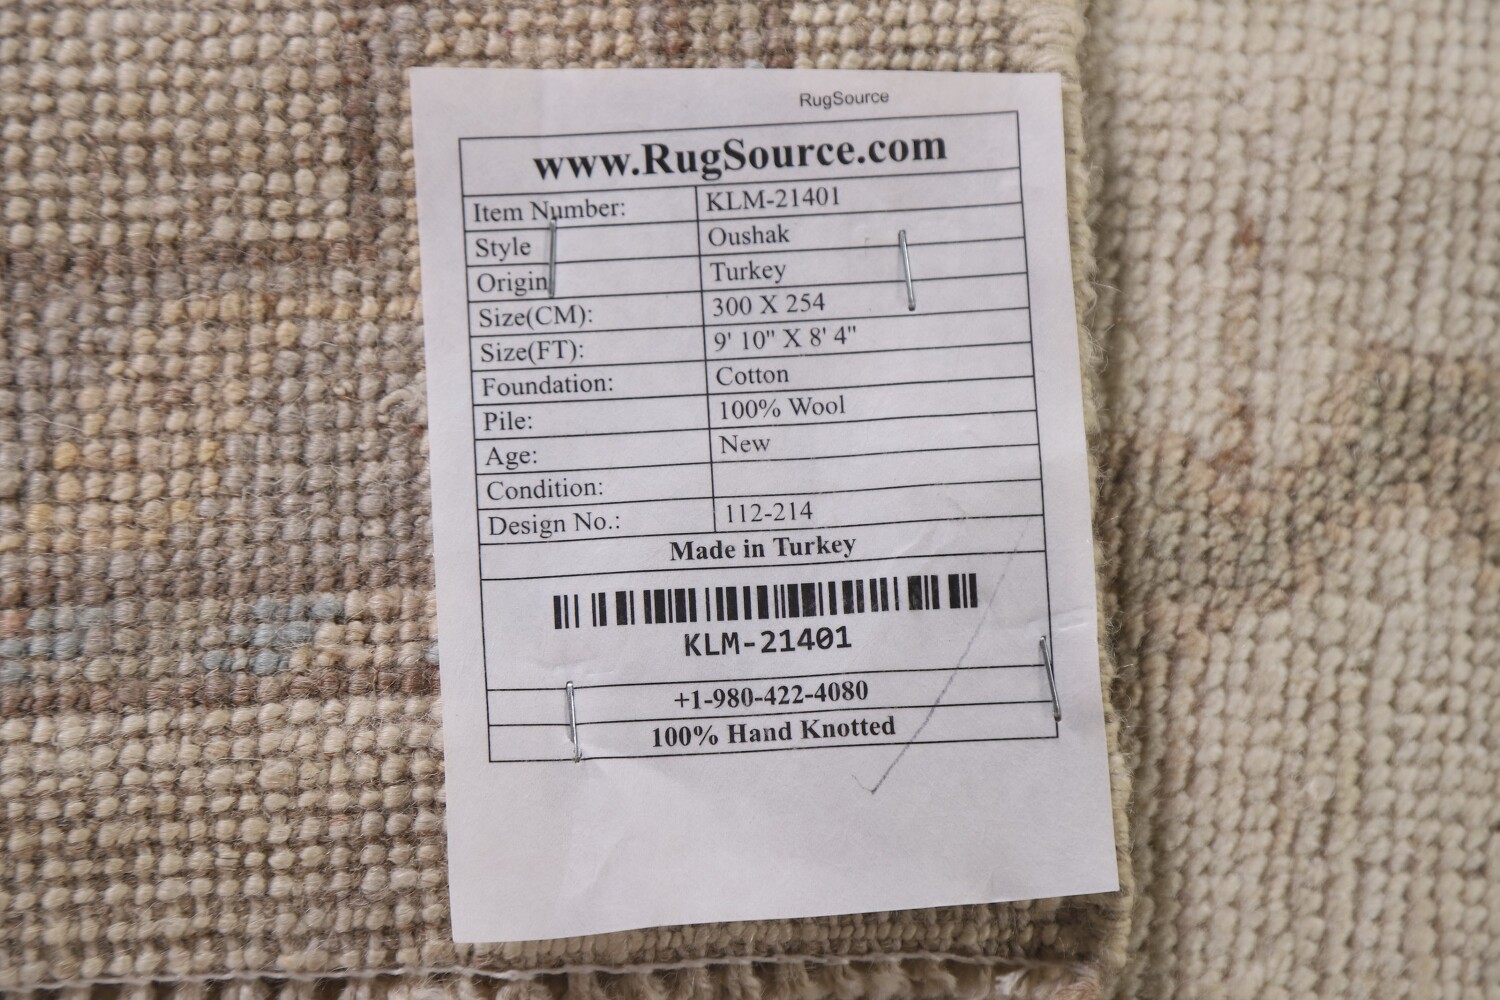 RugSource
www.RugSource.com
Item Number: KLM-21401
Style Oushak
Origin Turkey
Size(CM): 300 X 254
Size(FT): 9' 10" X 8' 4"
Foundation: Cotton
Pile: 100% Wool
Age: New
Condition:
Design No.: 112-214
Made in Turkey
KLM-21401
+1-980-422-4080
100% Hand Knotted